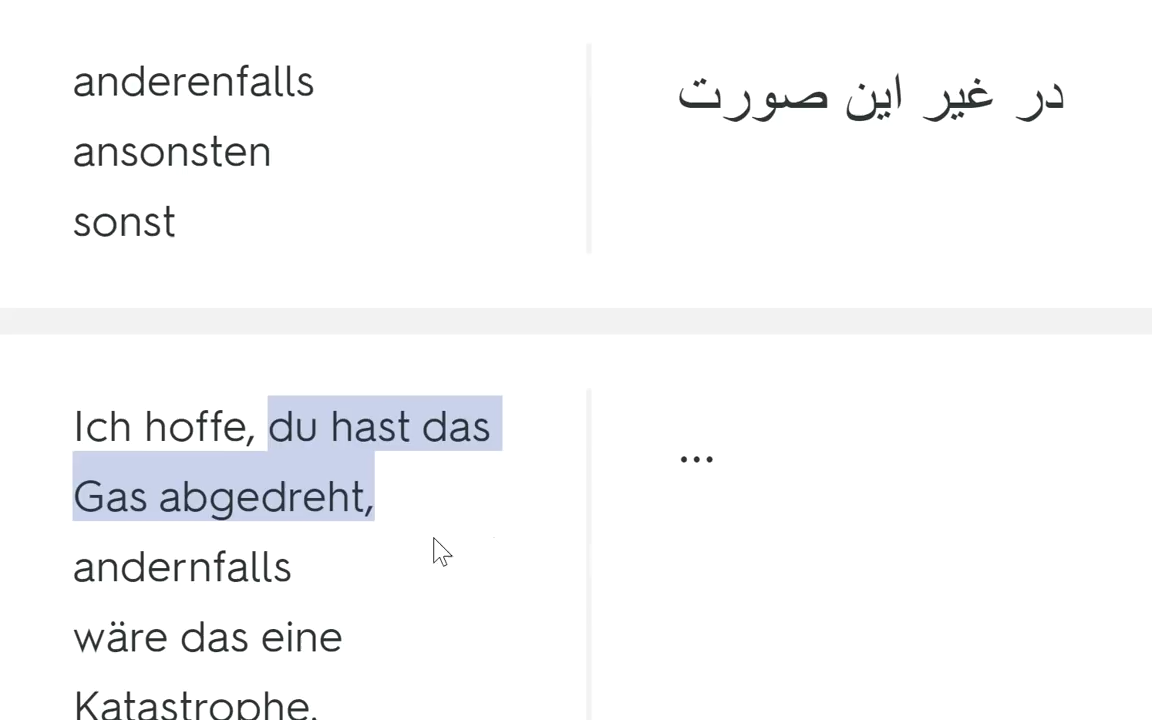 anderenfalls
ansonsten
sonst
در غیر این صورت
Ich hoffe, du hast das
Gas abgedreht,
andernfalls
wäre das eine
Katastrophe.
...